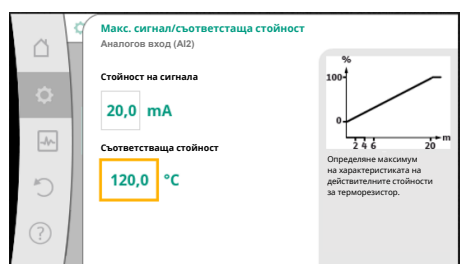 Макс. сигнал/съответстаща стойност
Аналогов вход (AI2)
Стойност на сигнала
20,0 mA
Съответстваща стойност
120,0 °C
%
100
0
2 4 6 20 m
Определяне максимум
на характеристиката на
действителните стойности
за терморезистор.
?